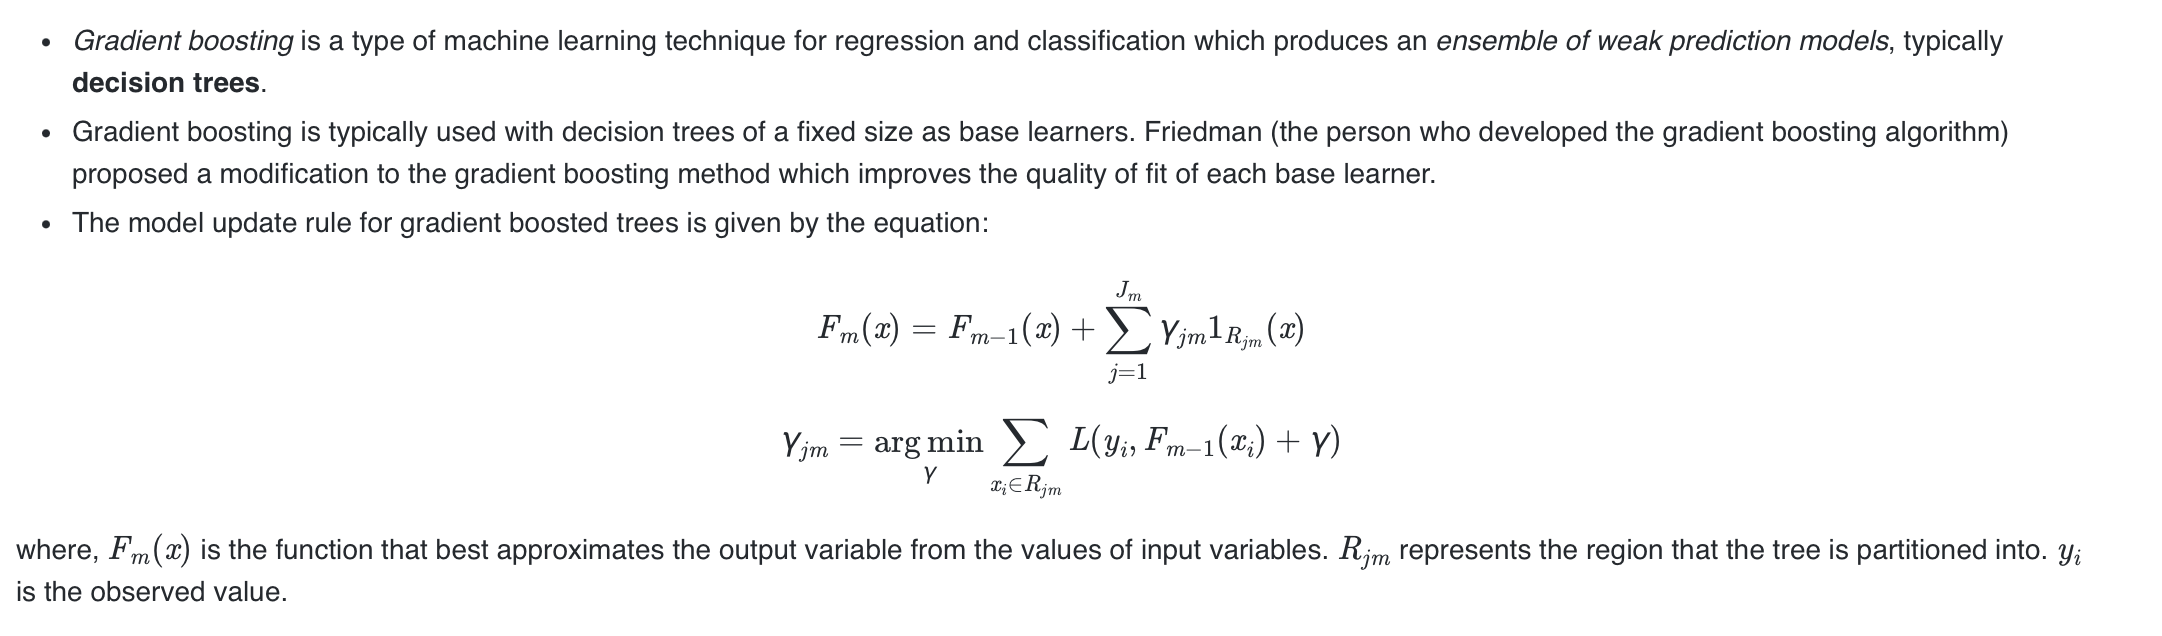 • Gradient boosting is a type of machine learning technique for regression and classification which produces an ensemble of weak prediction models, typically
decision trees.
• Gradient boosting is typically used with decision trees of a fixed size as base learners. Friedman (the person who developed the gradient boosting algorithm)
proposed a modification to the gradient boosting method which improves the quality of fit of each base learner.
• The model update rule for gradient boosted trees is given by the equation:
F_m(x) = F_{m−1}(x) + \sum_{j=1}^{J_m} γ_{jm} 1_{R_{jm}}(x)
γ_{jm} = arg min_γ \sum_{x_i ∈ R_{jm}} L(y_i, F_{m−1}(x_i) + γ)
where, F_m(x) is the function that best approximates the output variable from the values of input variables. R_{jm} represents the region that the tree is partitioned into. y_i
is the observed value.